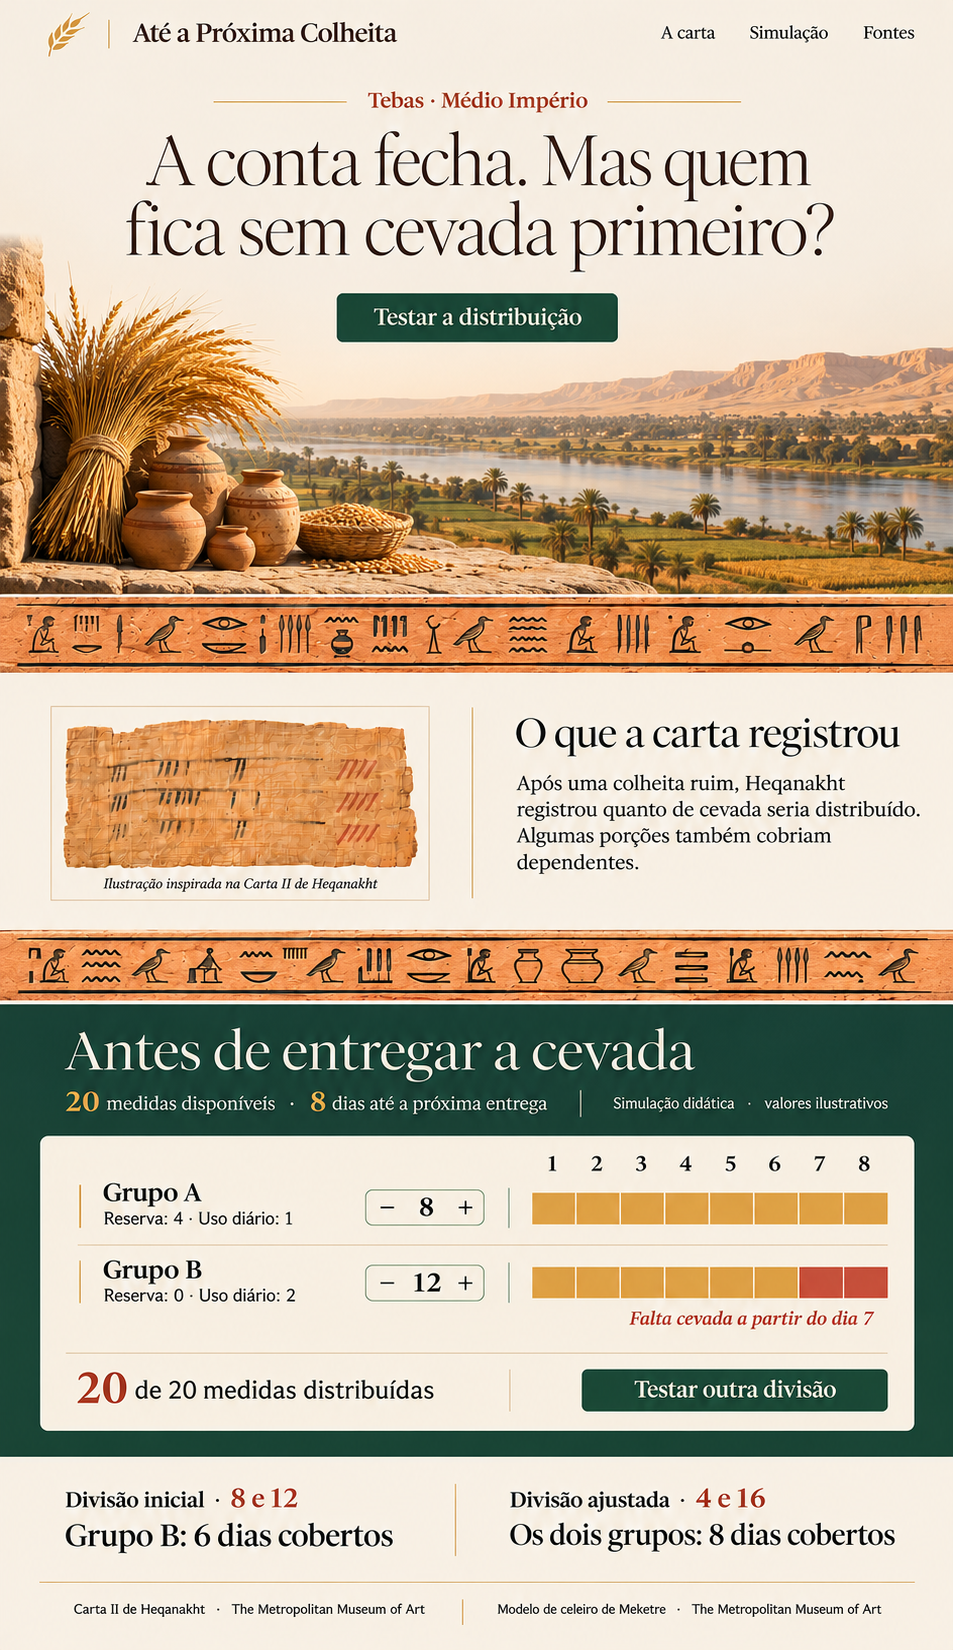 Até a Próxima Colheita
A carta
Simulação
Fontes
Tebas · Médio Império
A conta fecha. Mas quem
fica sem cevada primeiro?
Testar a distribuição
Ilustração inspirada na Carta II de Heqanakht
O que a carta registrou
Após uma colheita ruim, Heqanakht
registrou quanto de cevada seria distribuído.
Algumas porções também cobriam
dependentes.
Antes de entregar a cevada
20 medidas disponíveis · 8 dias até a próxima entrega
Simulação didática · valores ilustrativos
1 2 3 4 5 6 7 8
Grupo A
Reserva: 4 · Uso diário: 1
− 8 +
Grupo B
Reserva: 0 · Uso diário: 2
− 12 +
Falta cevada a partir do dia 7
20 de 20 medidas distribuídas
Testar outra divisão
Divisão inicial · 8 e 12
Grupo B: 6 dias cobertos
Divisão ajustada · 4 e 16
Os dois grupos: 8 dias cobertos
Carta II de Heqanakht · The Metropolitan Museum of Art
Modelo de celeiro de Meketre · The Metropolitan Museum of Art